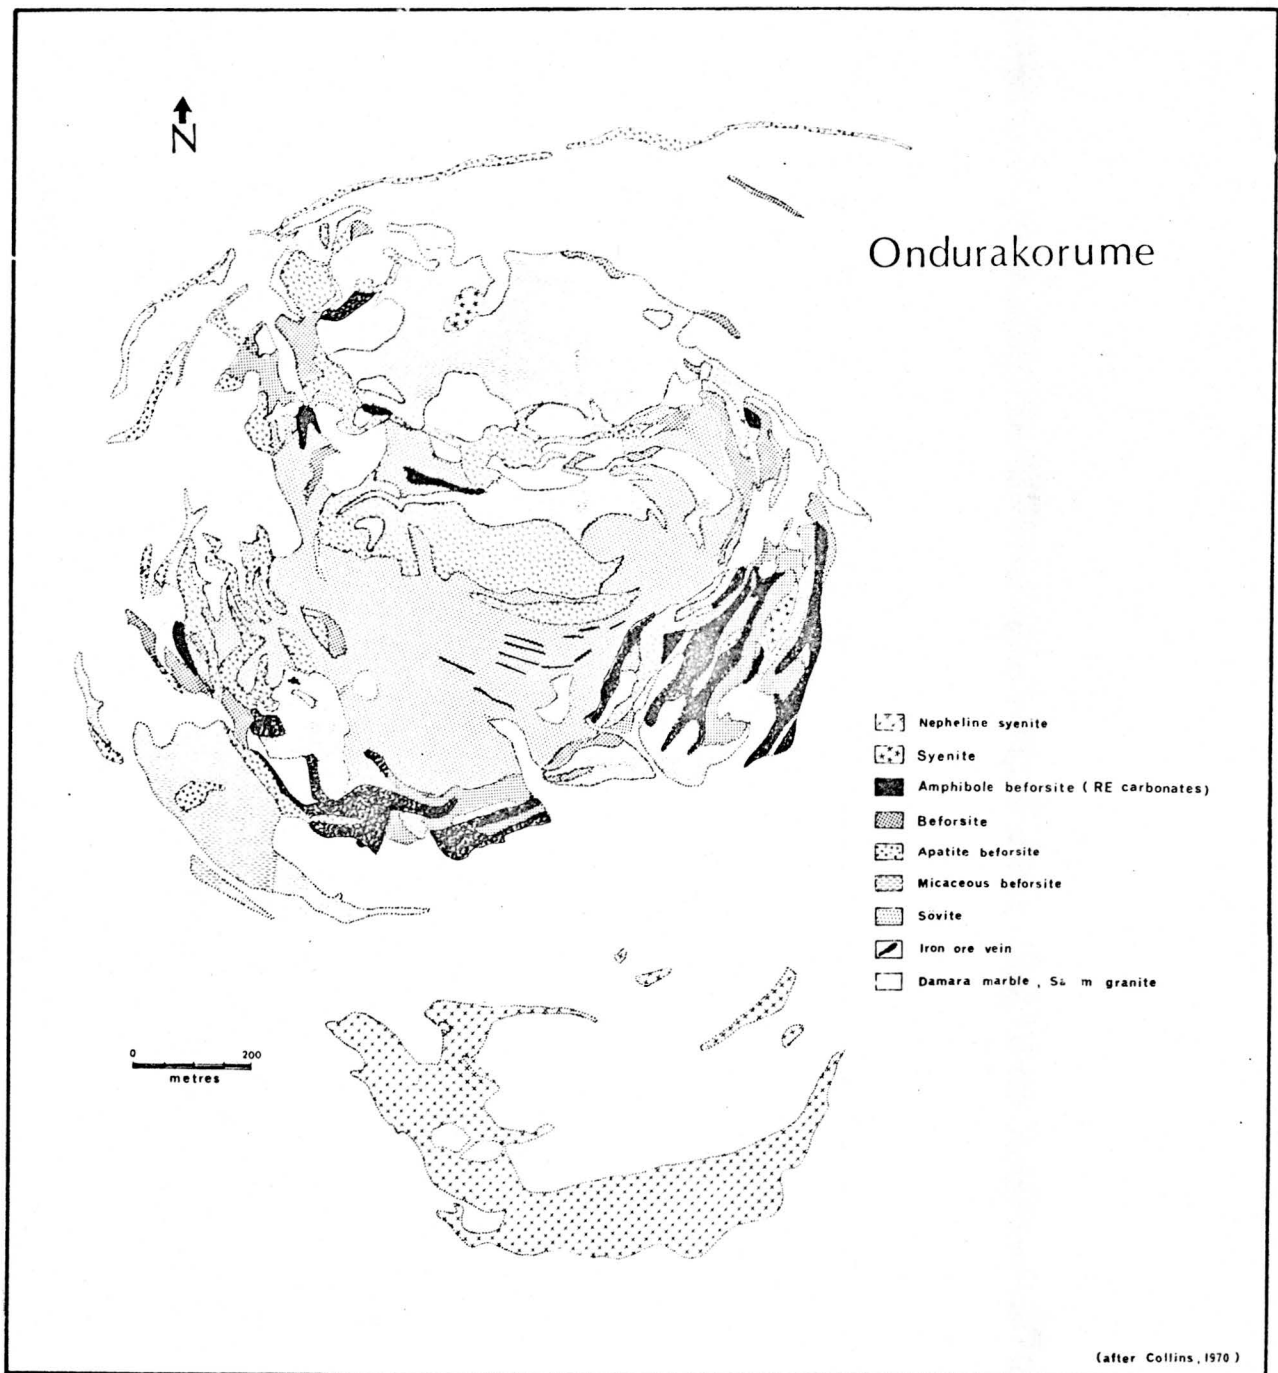 N
Ondurakorume
Nepheline syenite
Syenite
Amphibole beforsite ( RE carbonates)
Beforsite
Apatite beforsite
Micaceous beforsite
Sovite
Iron ore vein
Damara marble , granite
0 200
metres
(after Collins, 1970 )